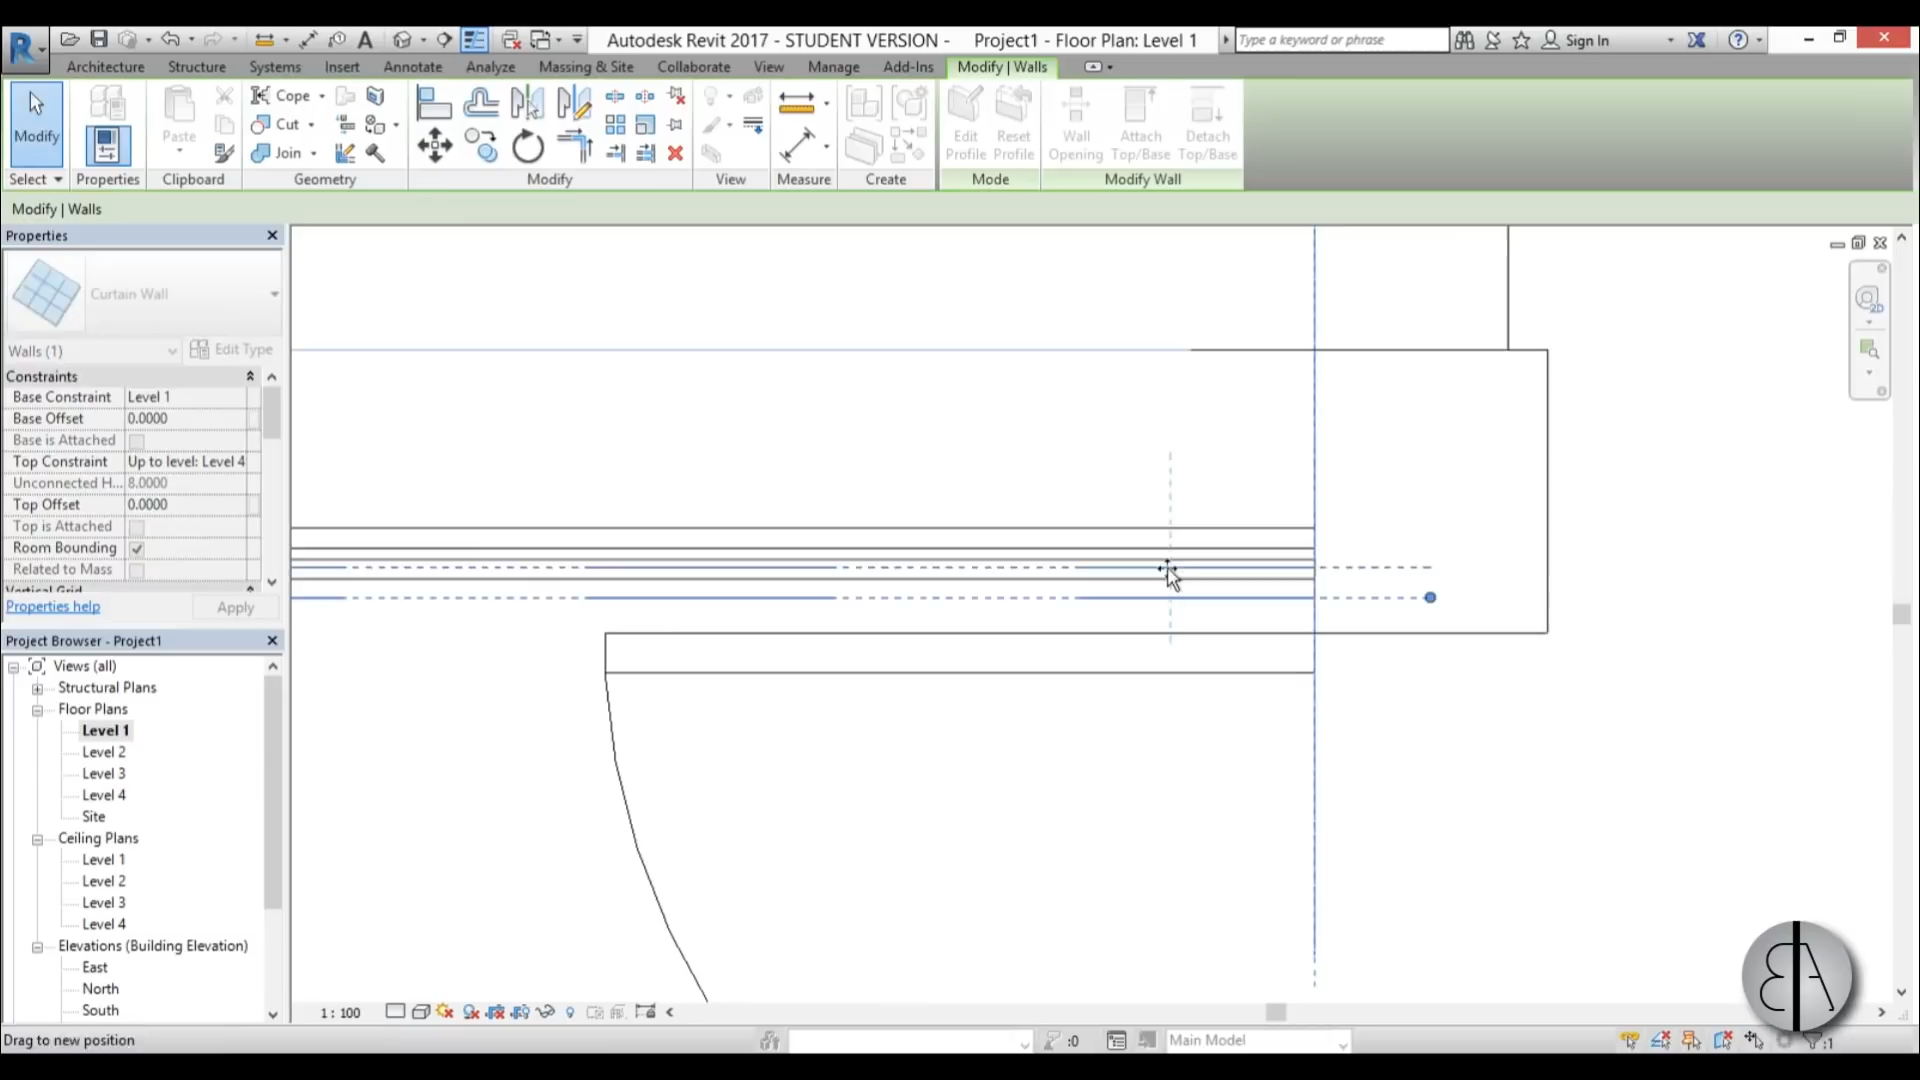 Autodesk Revit 2017 - STUDENT VERSION - Project1 - Floor Plan: Level 1
Type a keyword or phrase
Sign In
Architecture Structure Systems Insert Annotate Analyze Massing & Site Collaborate View Manage Add-Ins Modify | Walls
Modify
Paste
Cope
Cut
Join
Edit Profile
Reset Profile
Wall Opening
Attach Top/Base
Detach Top/Base
Select Properties Clipboard Geometry Modify View Measure Create Mode Modify Wall
Modify | Walls
Properties
Curtain Wall
Walls (1)
Edit Type
Constraints
Base Constraint Level 1
Base Offset 0.0000
Base is Attached
Top Constraint Up to level: Level 4
Unconnected H... 8.0000
Top Offset 0.0000
Top is Attached
Room Bounding
Related to Mass
Vertical Grid
Properties help
Apply
Project Browser - Project1
Views (all)
Structural Plans
Floor Plans
Level 1
Level 2
Level 3
Level 4
Site
Ceiling Plans
Level 1
Level 2
Level 3
Level 4
Elevations (Building Elevation)
East
North
South
2D
1 : 100
Drag to new position
:0
Main Model
:1